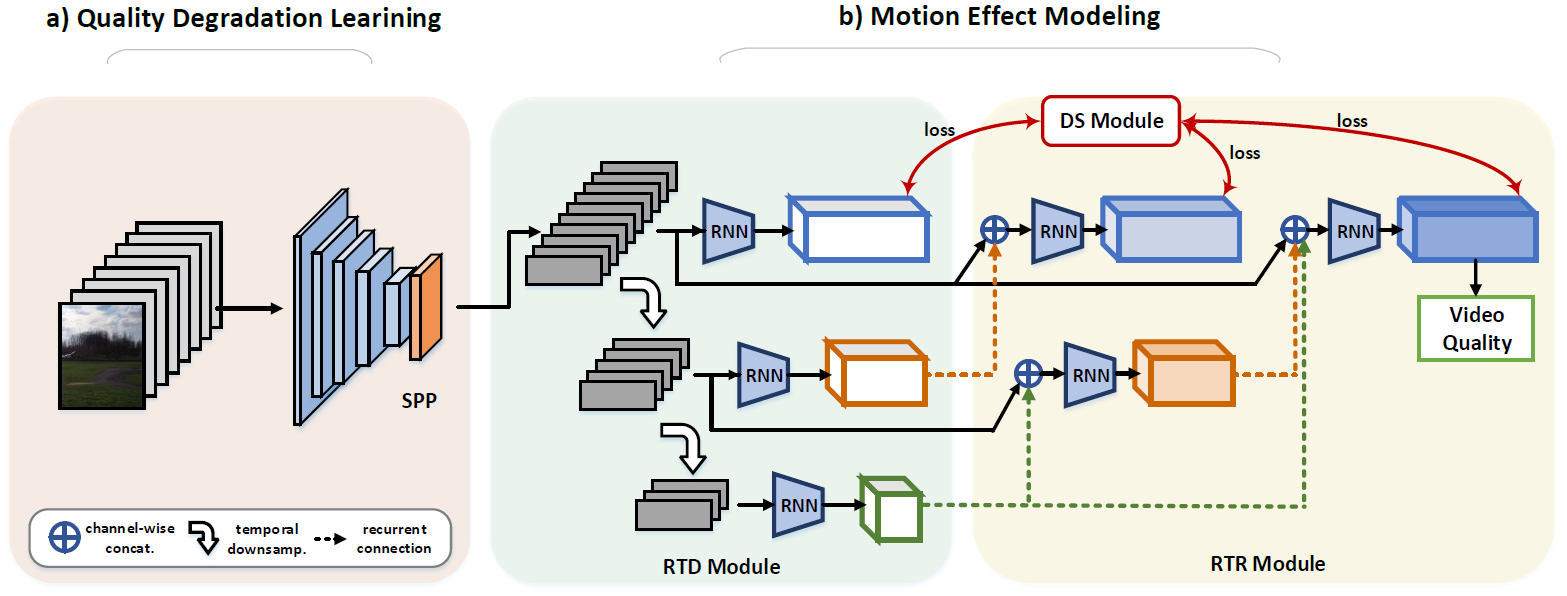 a) Quality Degradation Learining
b) Motion Effect Modeling
DS Module
loss
loss
loss
RNN
RNN
RNN
Video
Quality
RNN
RNN
SPP
RNN
channel-wise
concat.
temporal
downsamp.
recurrent
connection
RTD Module
RTR Module